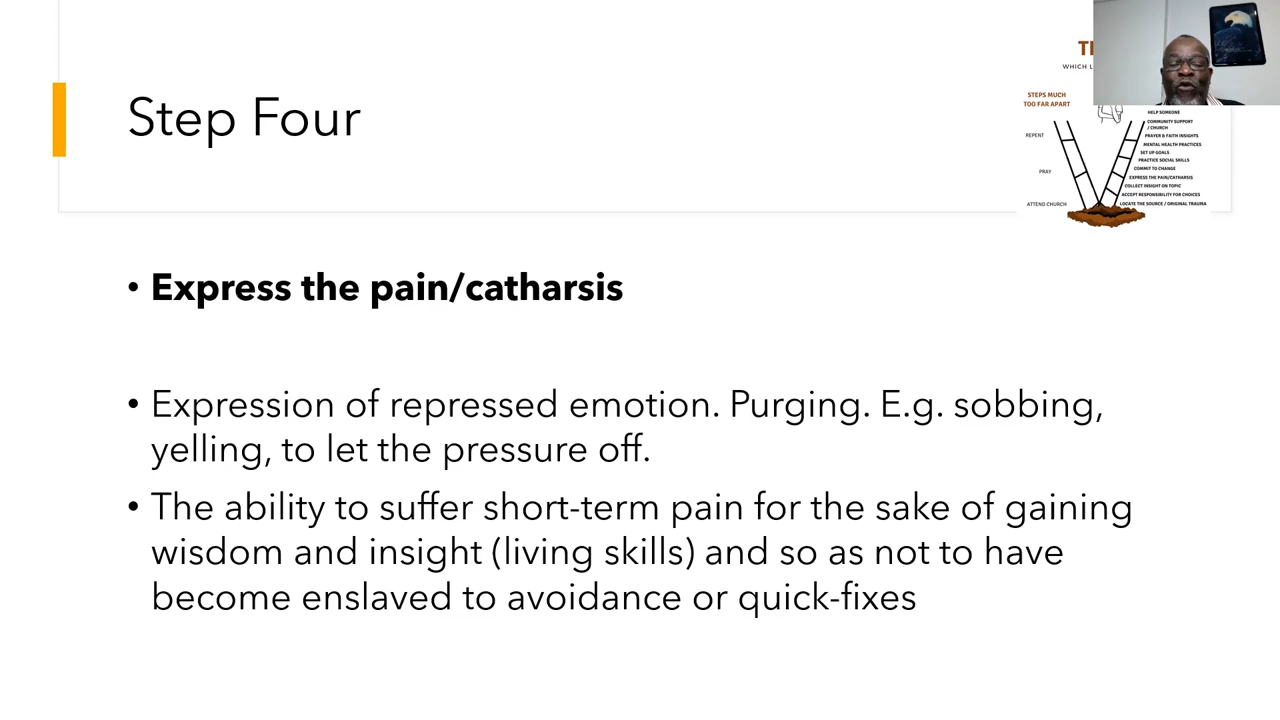 Step Four
WHICH L
STEPS MUCH
TOO FAR APART
REPENT
PRAY
ATTEND CHURCH
HELP SOMEONE
COMMUNITY SUPPORT
/ CHURCH
PRAYER & FAITH INSIGHTS
MENTAL HEALTH PRACTICES
SET UP GOALS
PRACTICE SOCIAL SKILLS
COMMIT TO CHANGE
EXPRESS THE PAIN/CATHARSIS
COLLECT INSIGHT ON TOPIC
ACCEPT RESPONSIBILITY FOR CHOICES
LOCATE THE SOURCE / ORIGINAL TRAUMA
• Express the pain/catharsis
• Expression of repressed emotion. Purging. E.g. sobbing,
yelling, to let the pressure off.
• The ability to suffer short-term pain for the sake of gaining
wisdom and insight (living skills) and so as not to have
become enslaved to avoidance or quick-fixes